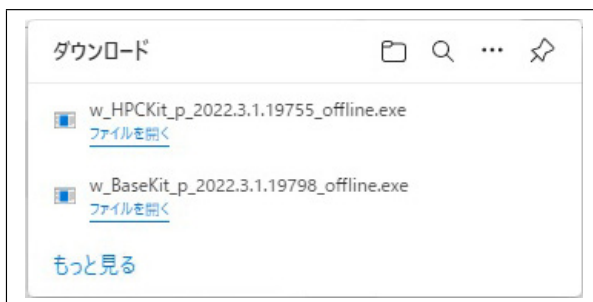 ダウンロード
w_HPCKit_p_2022.3.1.19755_offline.exe
ファイルを開く
w_BaseKit_p_2022.3.1.19798_offline.exe
ファイルを開く
もっと見る